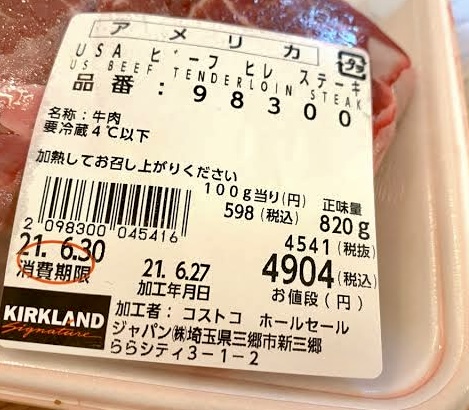 アメリカ
USA ビーフ ヒレ ステーキ
US BEEF TENDERLOIN STEAK
品番:98300
名称:牛肉
要冷蔵4℃以下
加熱してお召し上がりください
100g当り(円) 正味量
598(税込) 820g
2 098300 045416
4541(税抜)
21. 6.30 21. 6.27 4904(税込)
消費期限 加工年月日 お値段(円)
KIRKLAND
Signature
加工者:コストコ ホールセール
ジャパン㈱埼玉県三郷市新三郷
ららシティ3-1-2